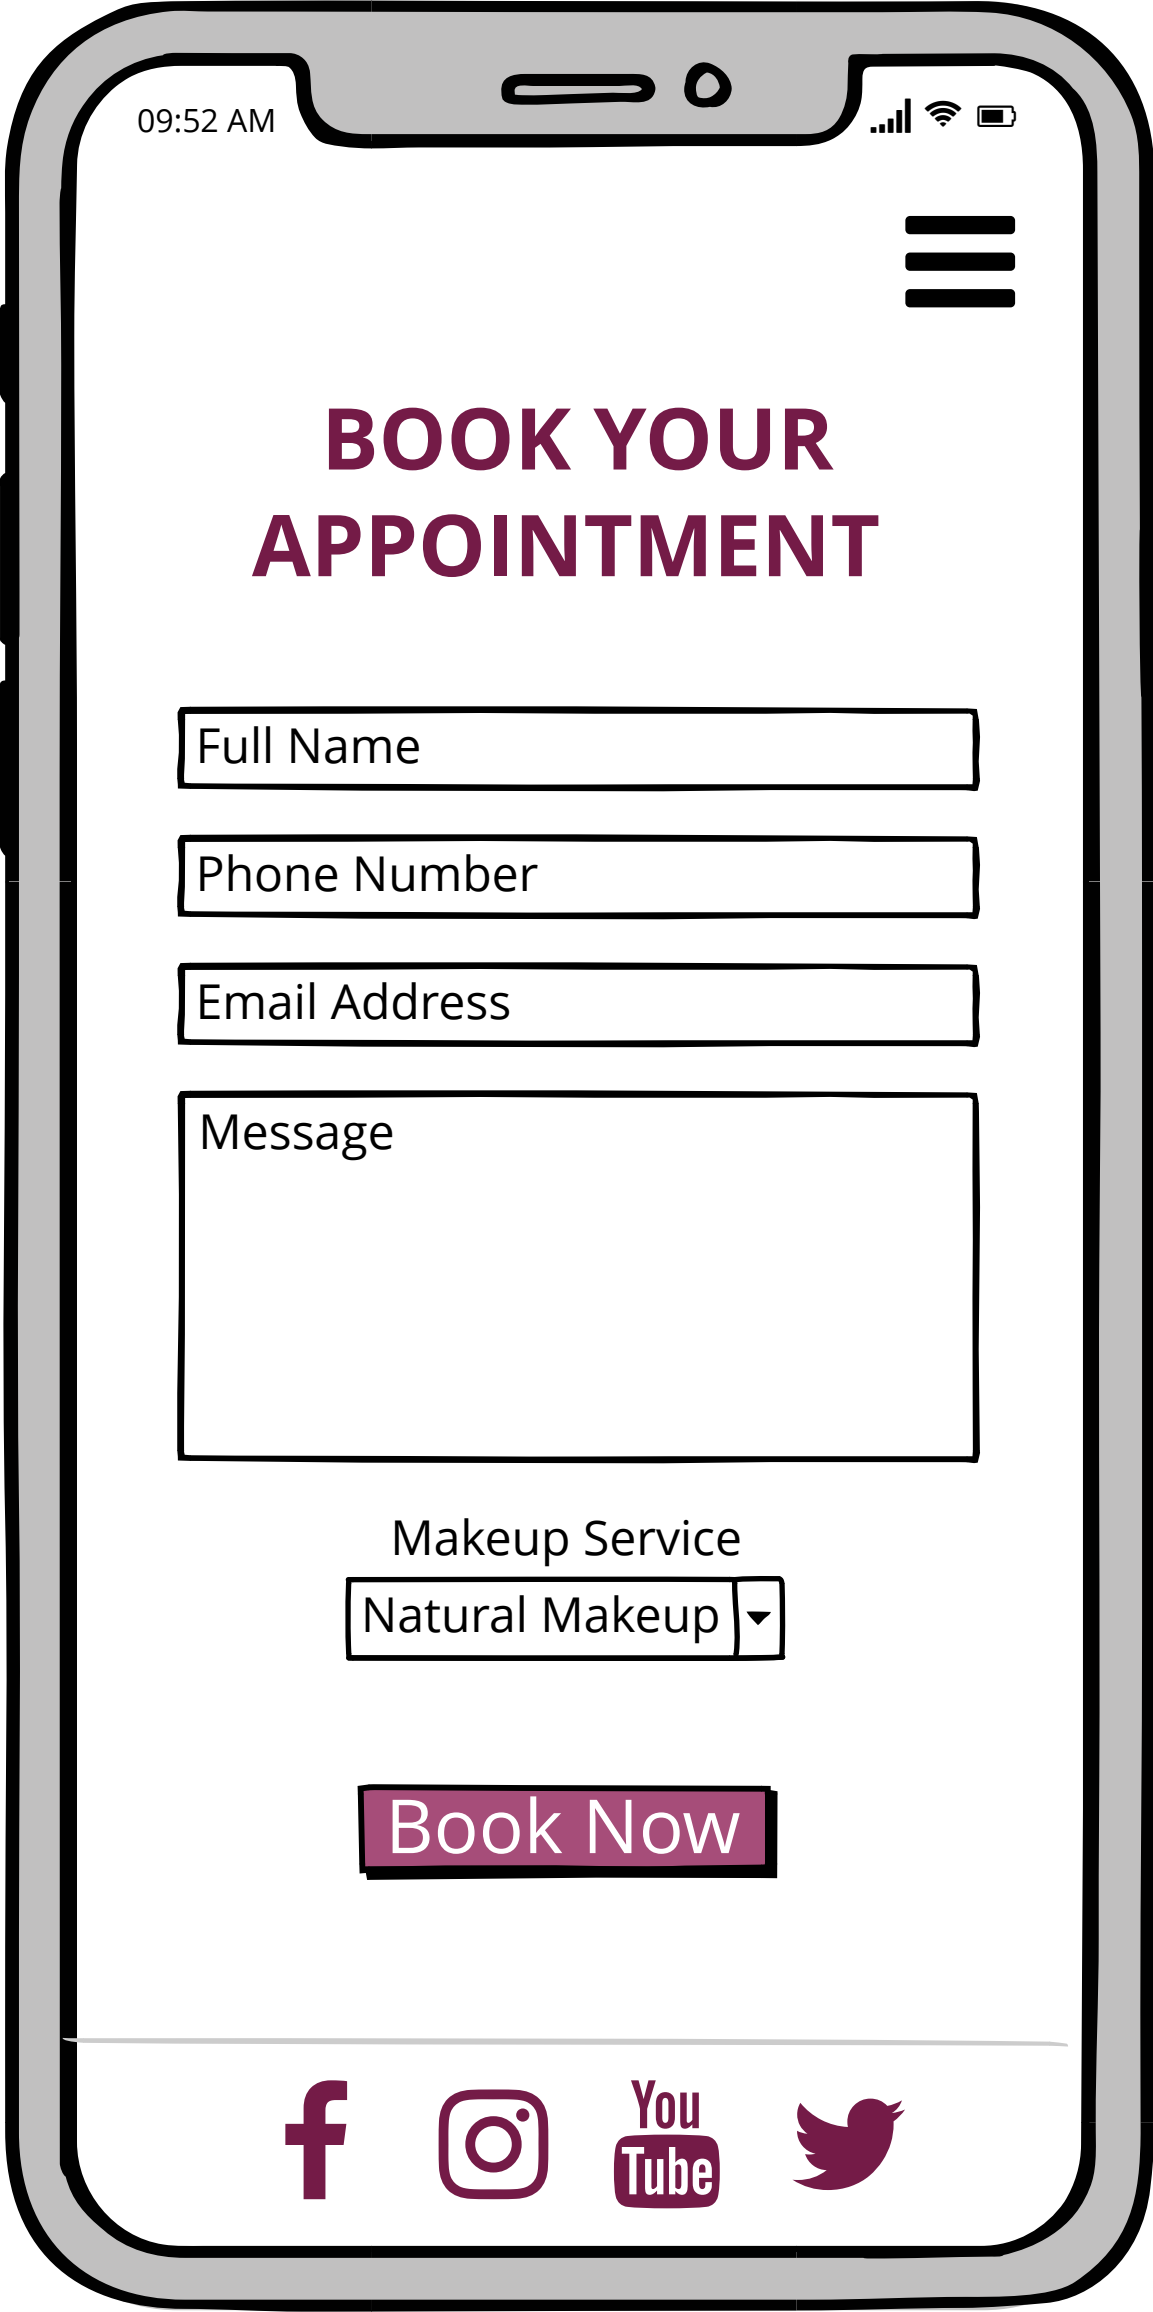 09:52 AM
BOOK YOUR
APPOINTMENT
Full Name
Phone Number
Email Address
Message
Makeup Service
Natural Makeup
Book Now
You
Tube